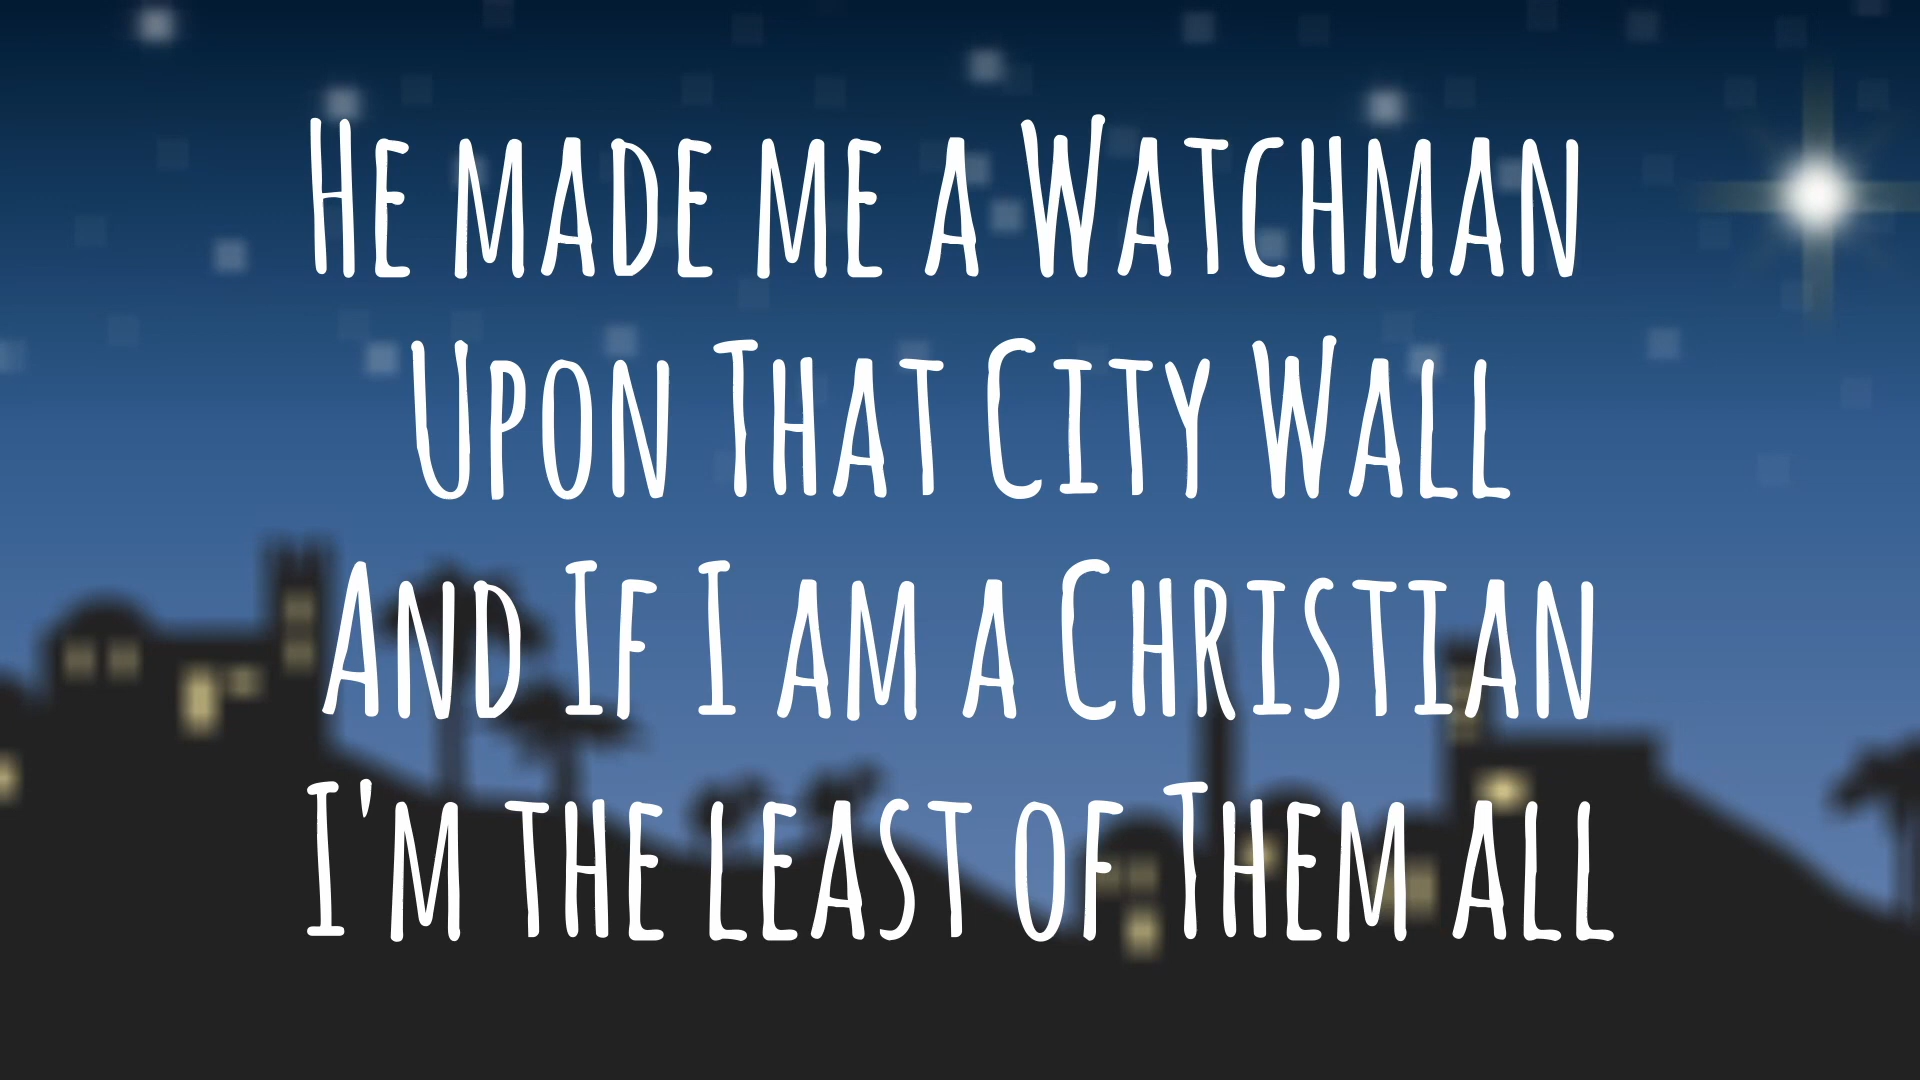 He made me a Watchman
Upon That City Wall
And If I am a Christian
I'm the least of Them all